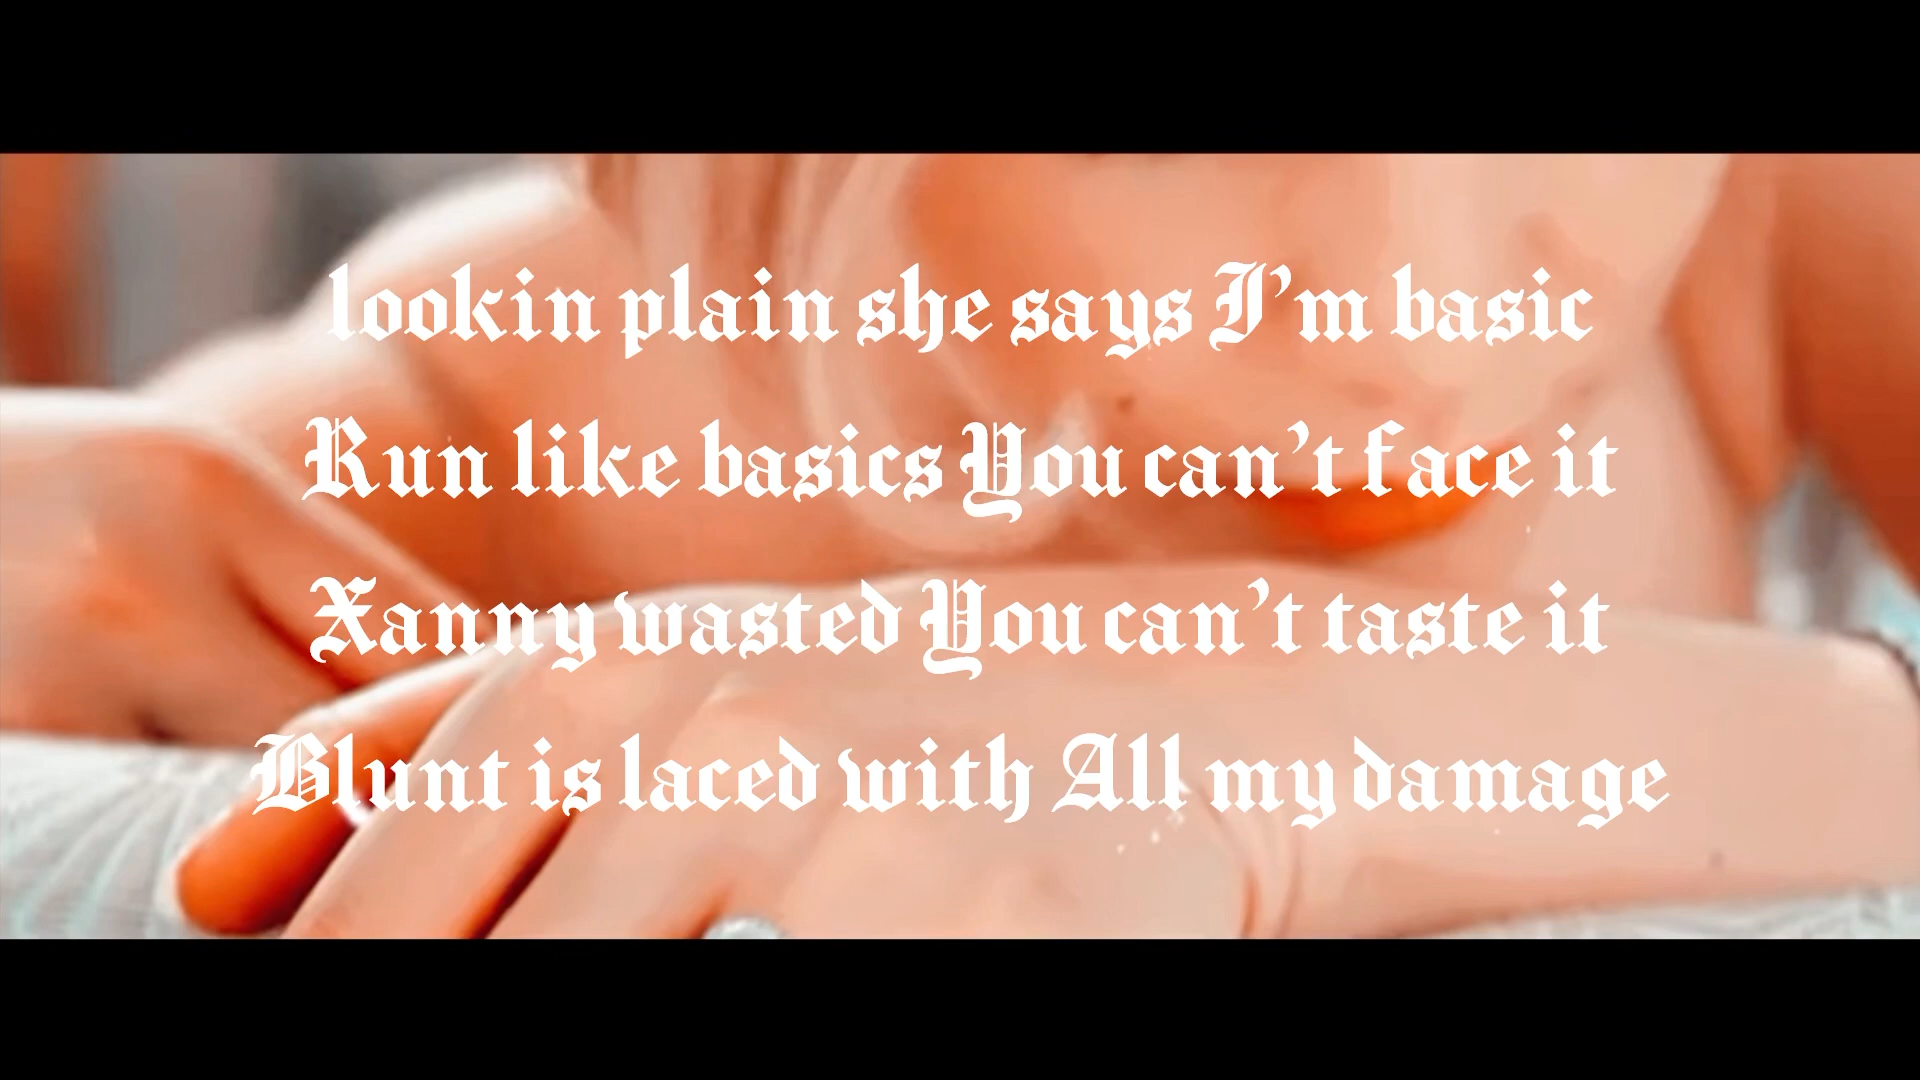 lookin plain she says I'm basic
Run like basics You can't face it
Xanny wasted You can't taste it
Blunt is laced with All my damage